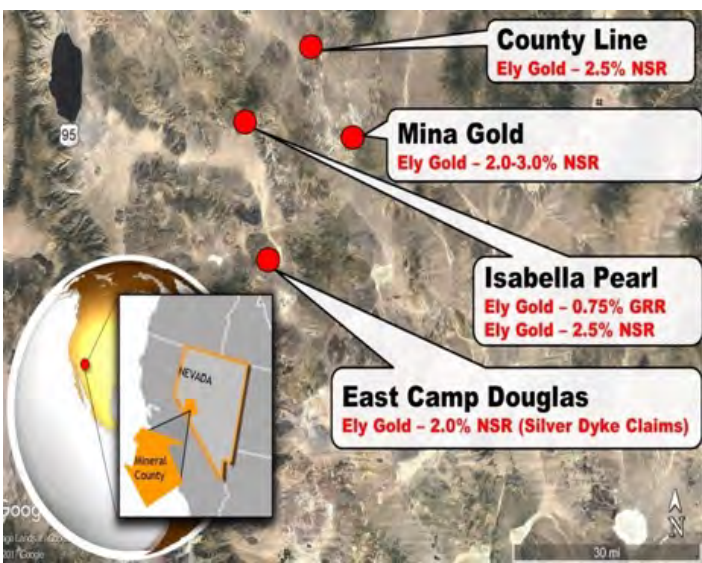 County Line
Ely Gold – 2.5% NSR
95
Mina Gold
Ely Gold – 2.0-3.0% NSR
Isabella Pearl
Ely Gold – 0.75% GRR
Ely Gold – 2.5% NSR
East Camp Douglas
Ely Gold – 2.0% NSR (Silver Dyke Claims)
NEVADA
Mineral
County
N
30 mi